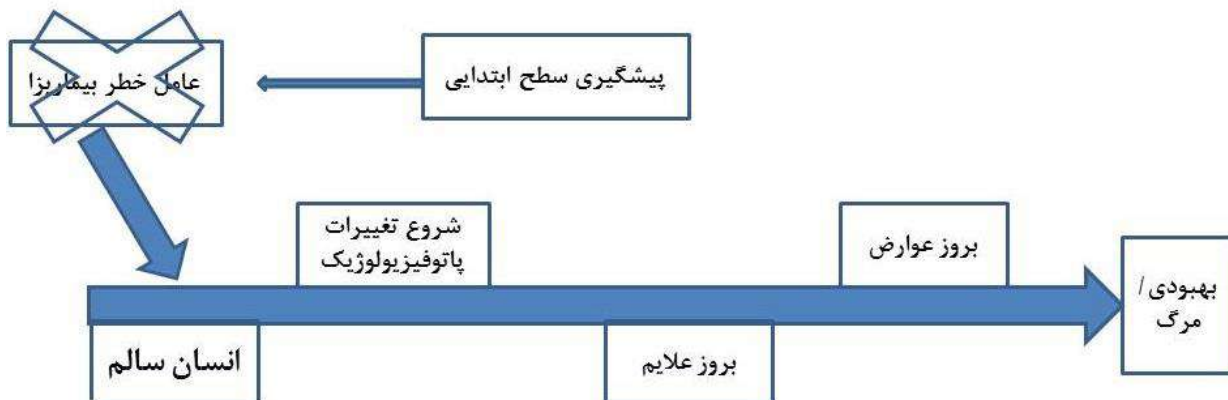 پیشگیری سطح ابتدایی
عامل خطر بیماریزا
شروع تغییرات
پاتوفیزیولوژیک
بروز عوارض
بهبودی/
مرگ
انسان سالم
بروز علایم